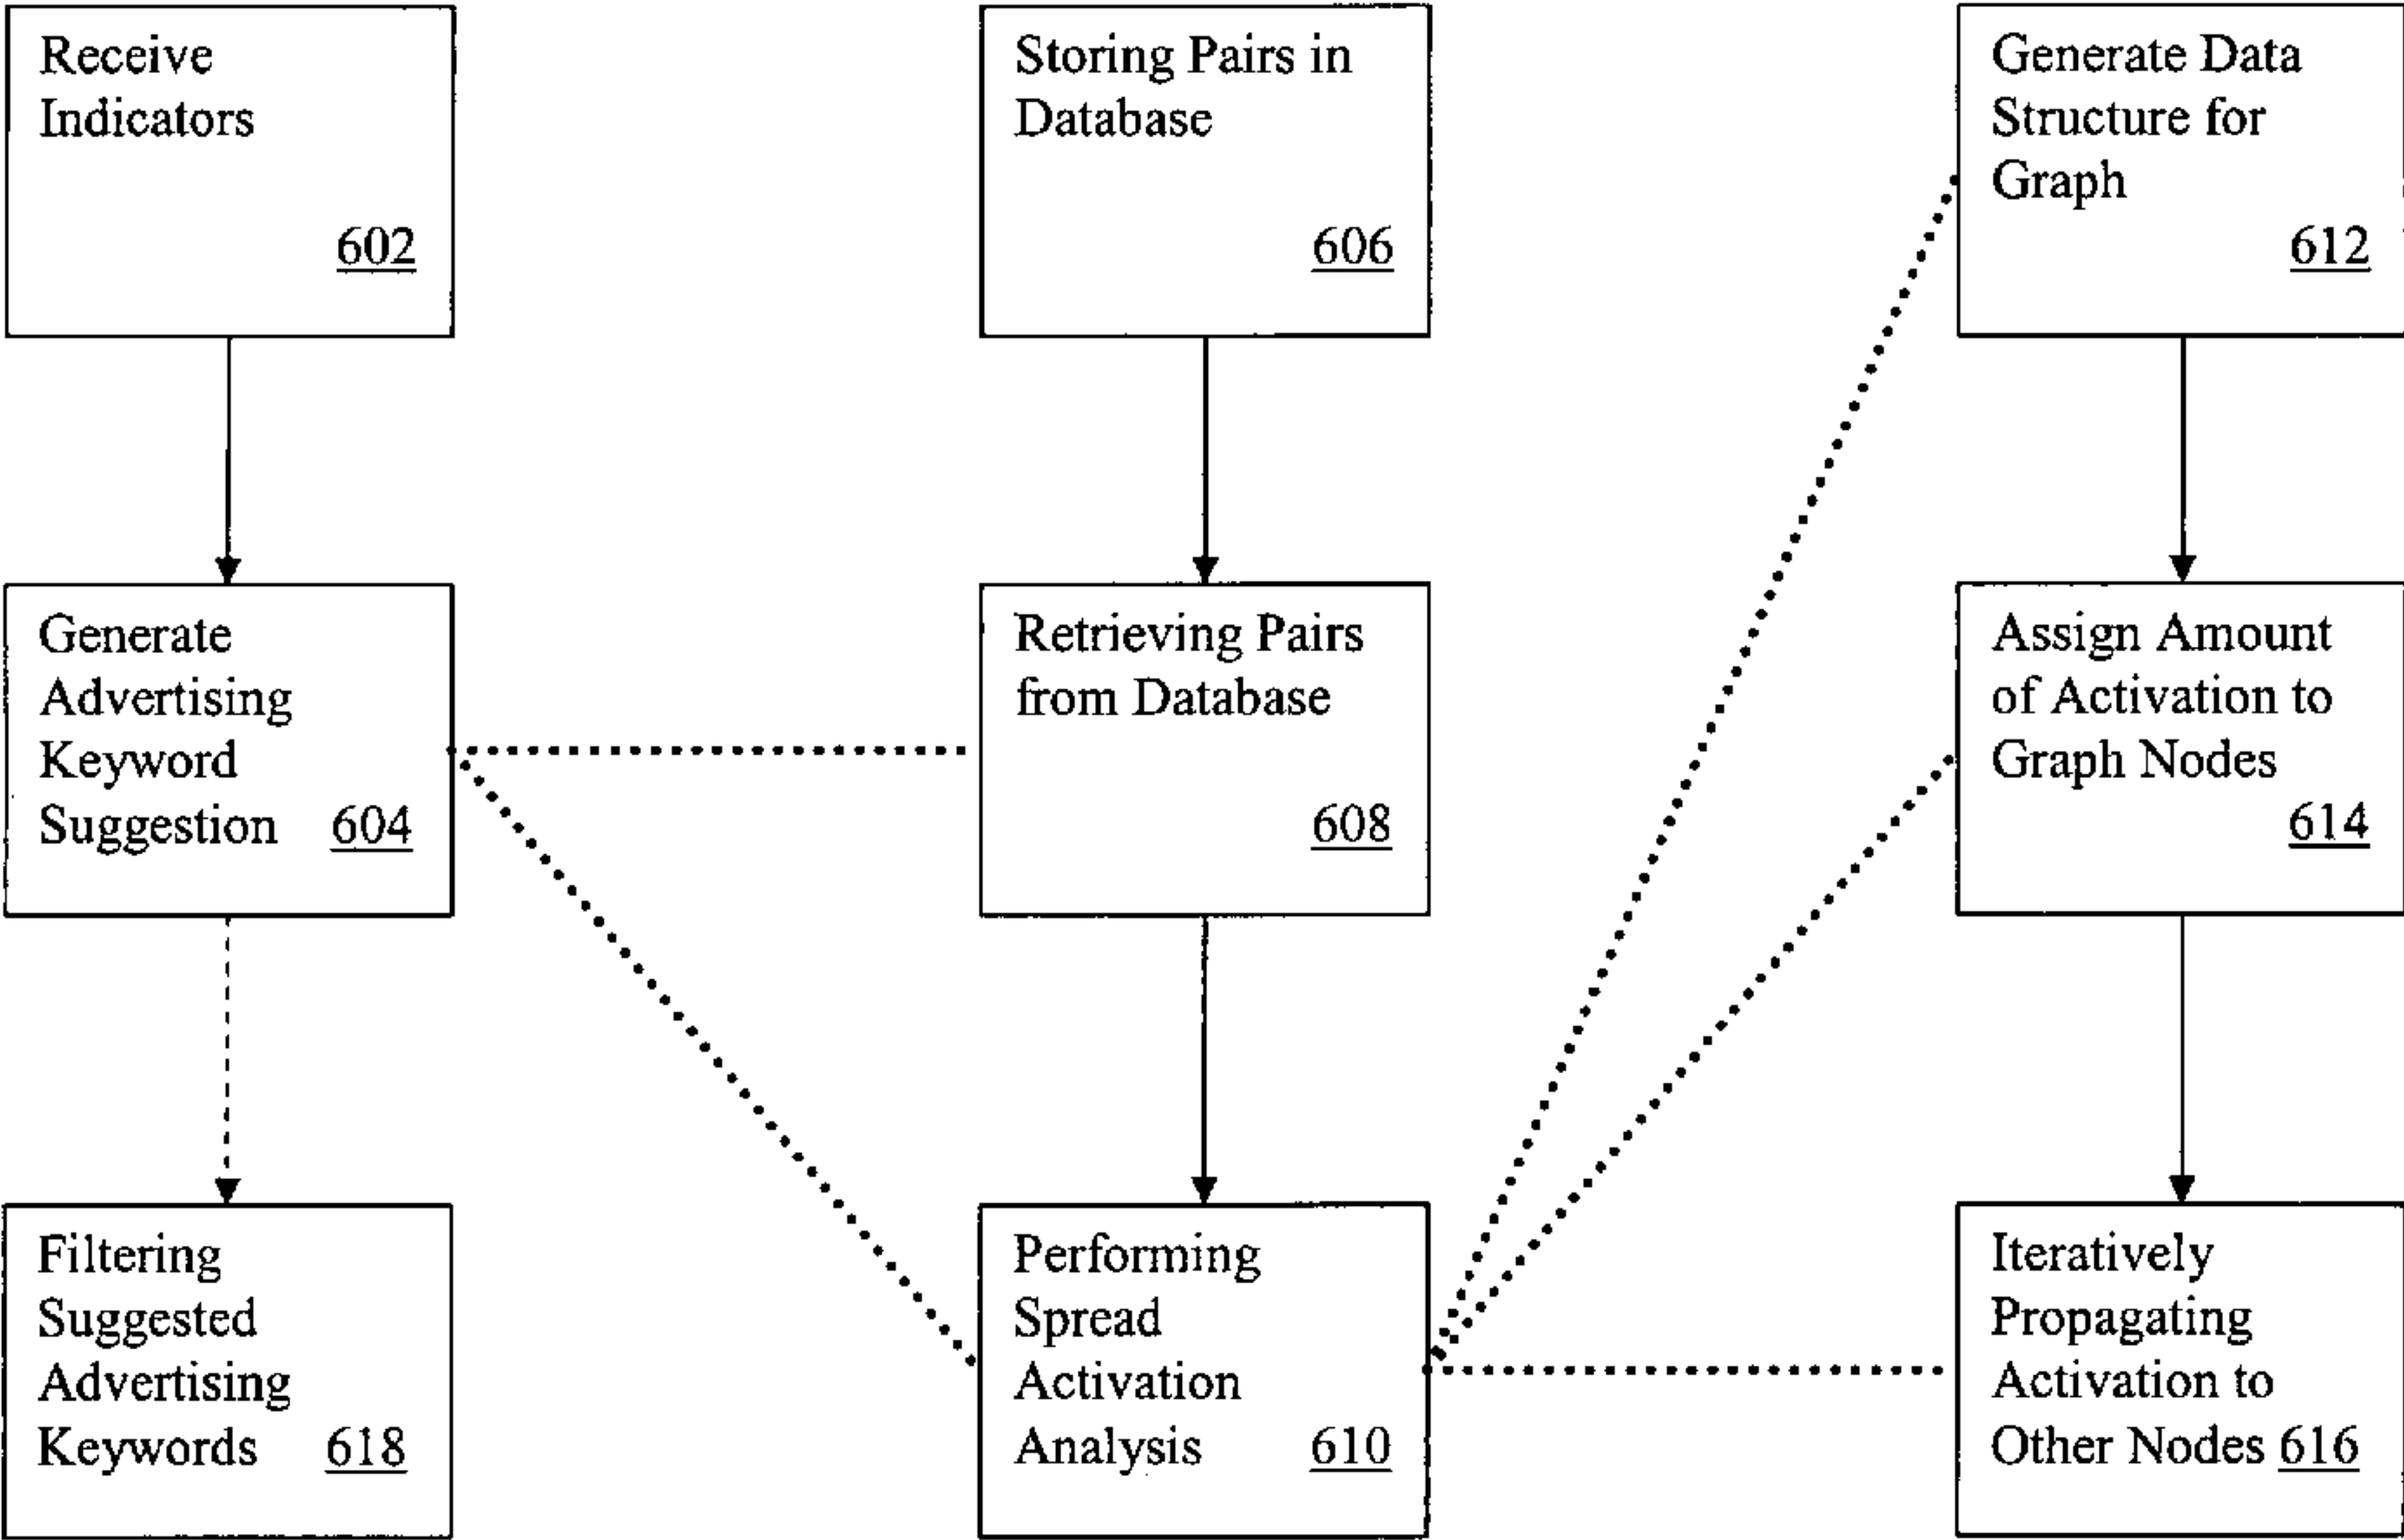 Receive
Indicators
602
Generate
Advertising
Keyword
Suggestion 604
Filtering
Suggested
Advertising
Keywords 618
Storing Pairs in
Database
606
Retrieving Pairs
from Database
608
Performing
Spread
Activation
Analysis 610
Generate Data
Structure for
Graph
612
Assign Amount
of Activation to
Graph Nodes
614
Iteratively
Propagating
Activation to
Other Nodes 616